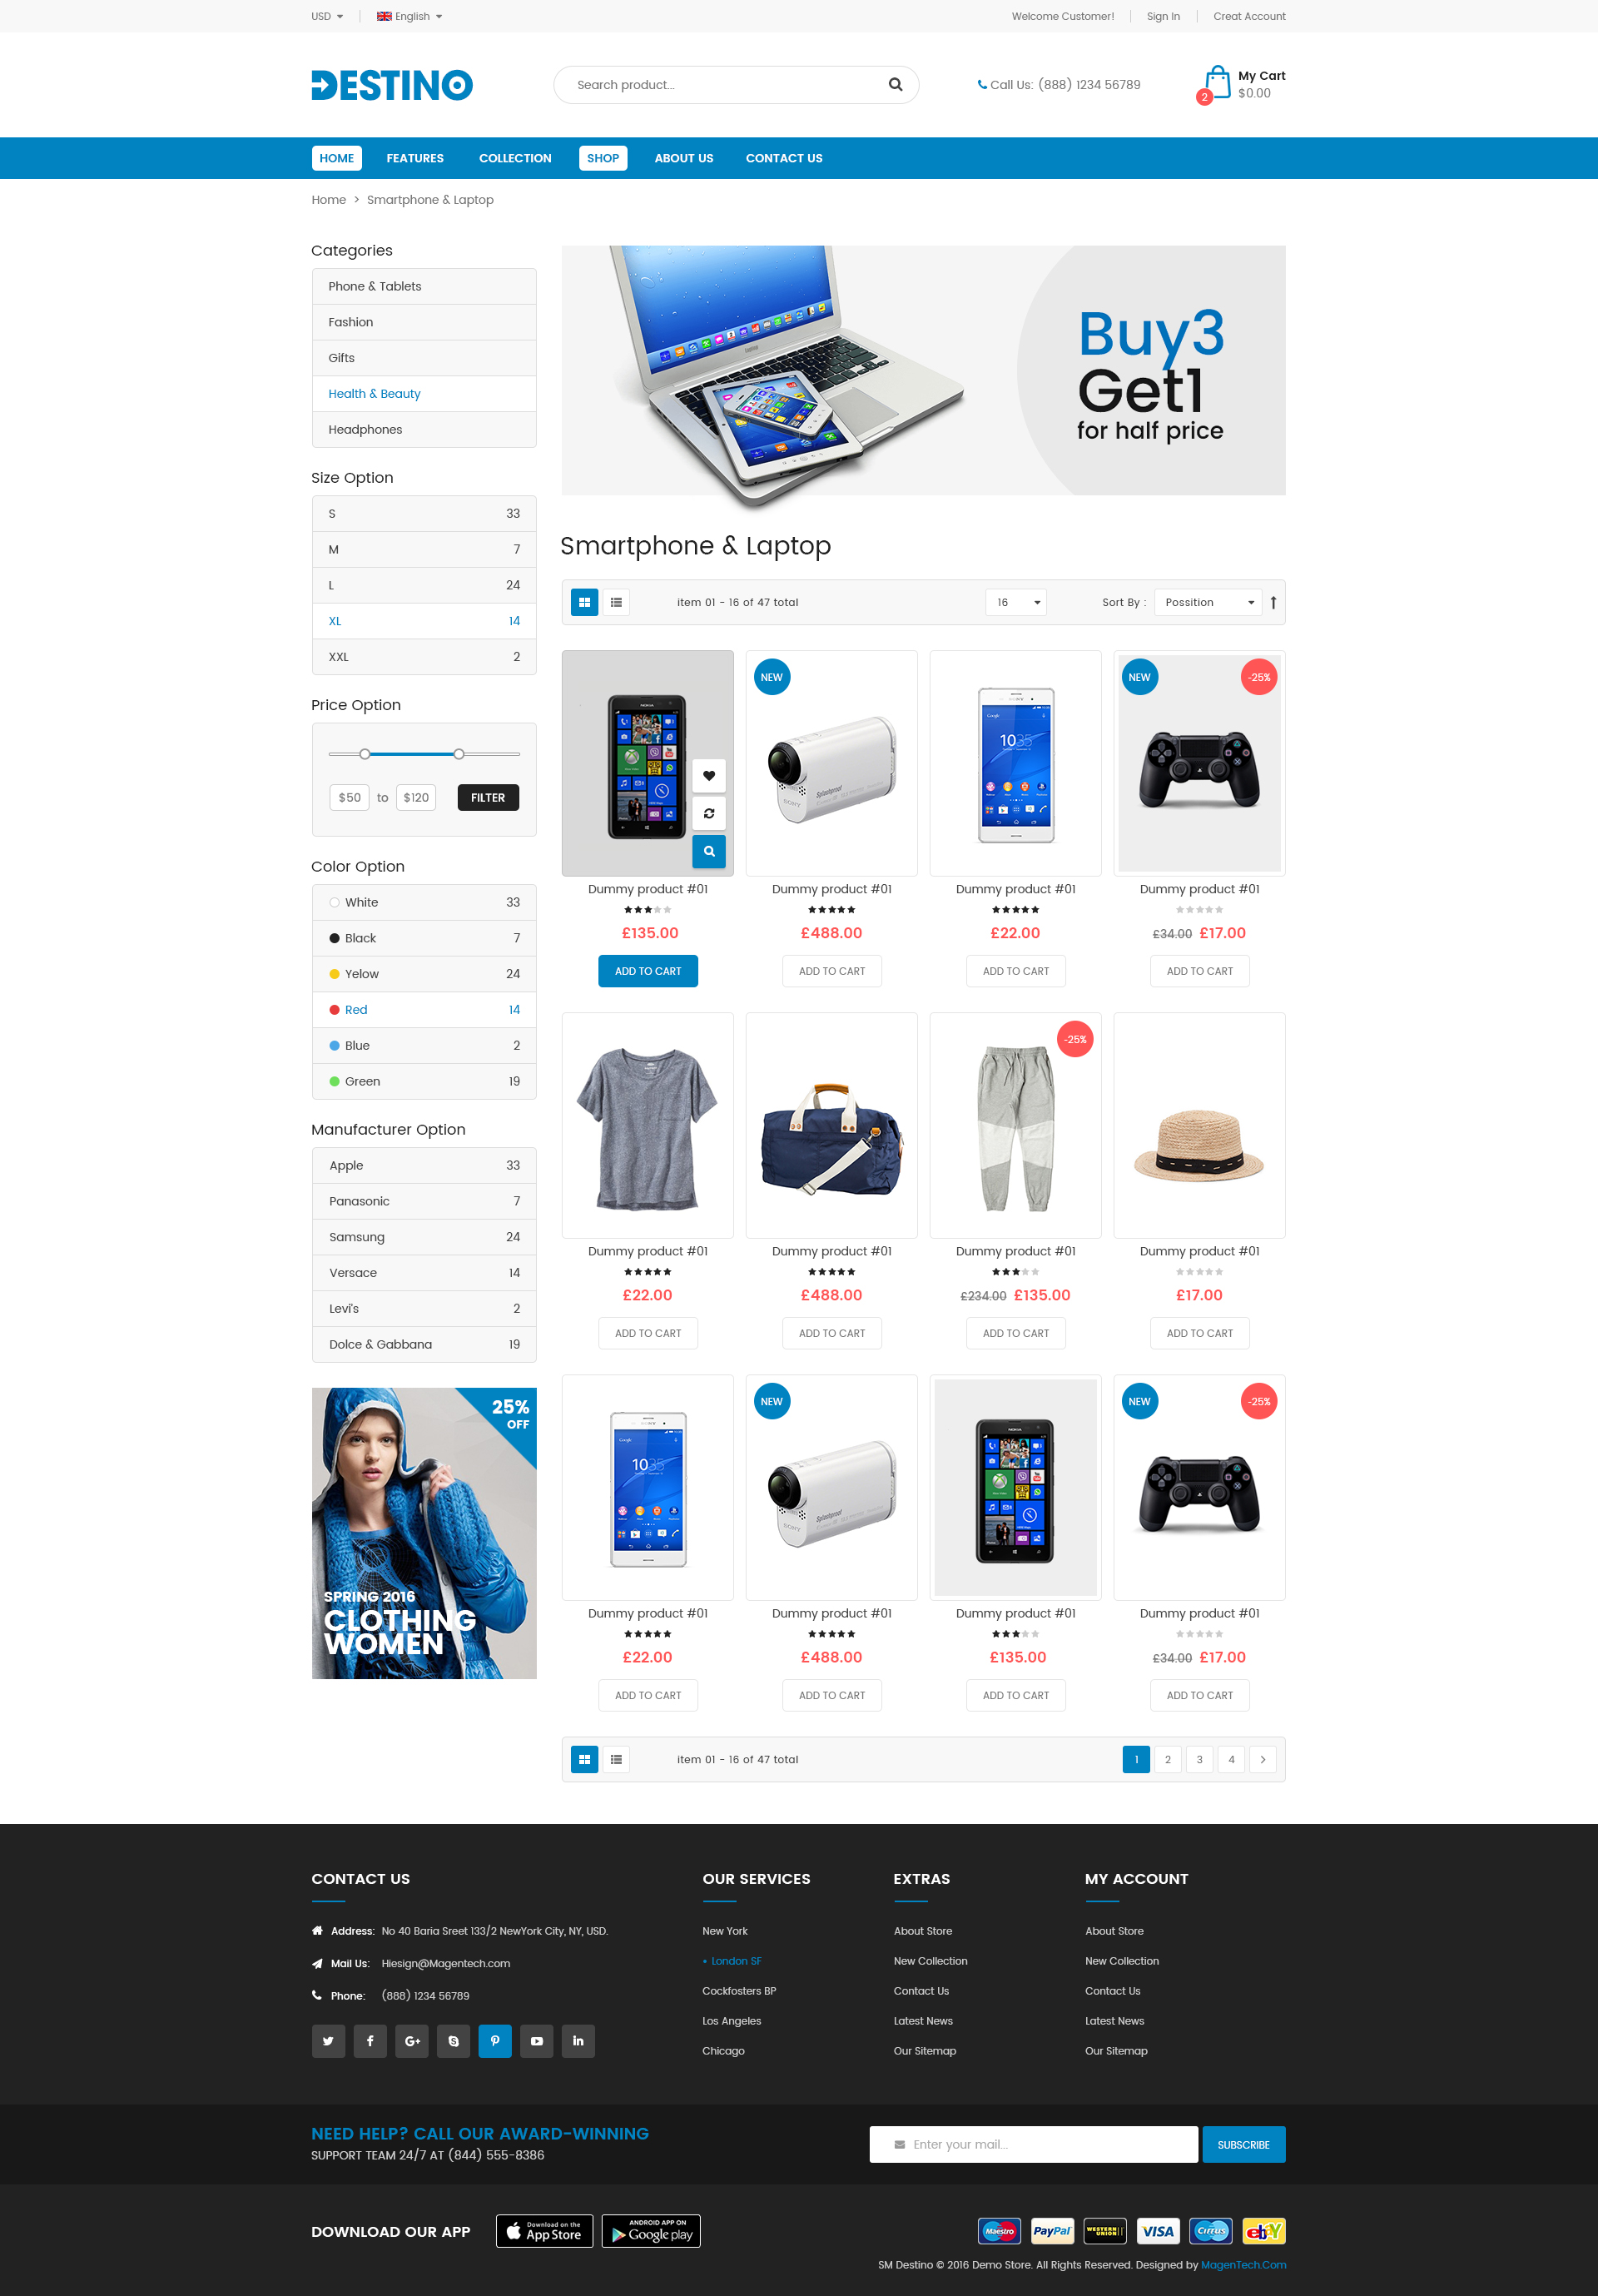 USD English Welcome Customer! Sign In Creat Account
DESTINO
Search product...
Call Us: (888) 1234 56789
My Cart
$0.00
2
HOME FEATURES COLLECTION SHOP ABOUT US CONTACT US
Home > Smartphone & Laptop
Categories
Phone & Tablets
Fashion
Gifts
Health & Beauty
Headphones
Size Option
S 33
M 7
L 24
XL 14
XXL 2
Price Option
$50 to $120 FILTER
Color Option
White 33
Black 7
Yelow 24
Red 14
Blue 2
Green 19
Manufacturer Option
Apple 33
Panasonic 7
Samsung 24
Versace 14
Levi's 2
Dolce & Gabbana 19
25%
OFF
SPRING 2016
CLOTHING
WOMEN
Buy3
Get1
for half price
Smartphone & Laptop
item 01 - 16 of 47 total 16 Sort By : Possition
NOKIA
NEW
Splashproof
SONY
SONY
Google
10:35
NEW -25%
Dummy product #01 Dummy product #01 Dummy product #01 Dummy product #01
£135.00 £488.00 £22.00 £34.00 £17.00
ADD TO CART ADD TO CART ADD TO CART ADD TO CART
-25%
Dummy product #01 Dummy product #01 Dummy product #01 Dummy product #01
£22.00 £488.00 £234.00 £135.00 £17.00
ADD TO CART ADD TO CART ADD TO CART ADD TO CART
SONY
Google
10:35
NEW
Splashproof
SONY
NOKIA
NEW -25%
Dummy product #01 Dummy product #01 Dummy product #01 Dummy product #01
£22.00 £488.00 £135.00 £34.00 £17.00
ADD TO CART ADD TO CART ADD TO CART ADD TO CART
item 01 - 16 of 47 total 1 2 3 4
CONTACT US
Address: No 40 Baria Sreet 133/2 NewYork City, NY, USD.
Mail Us: Hiesign@Magentech.com
Phone: (888) 1234 56789
OUR SERVICES
New York
• London SF
Cockfosters BP
Los Angeles
Chicago
EXTRAS
About Store
New Collection
Contact Us
Latest News
Our Sitemap
MY ACCOUNT
About Store
New Collection
Contact Us
Latest News
Our Sitemap
NEED HELP? CALL OUR AWARD-WINNING
SUPPORT TEAM 24/7 AT (844) 555-8386
Enter your mail... SUBSCRIBE
DOWNLOAD OUR APP
Download on the
App Store
ANDROID APP ON
Google play
Maestro PayPal WESTERN UNION VISA Cirrus ebay
SM Destino © 2016 Demo Store. All Rights Reserved. Designed by MagenTech.Com